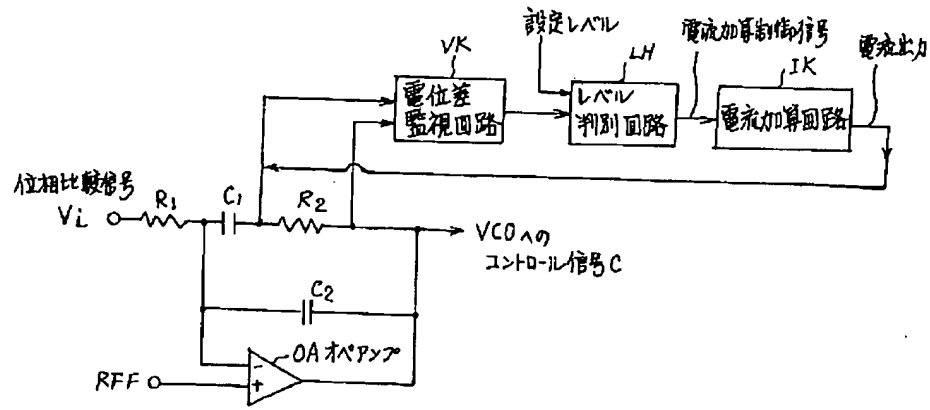 設定レベル
電流加算制御信号
電流出力
VK
LH
IK
電位差
監視回路
レベル
判別回路
電流加算回路
位相比較信号
Vi
R1
C1
R2
VCOへの
コントロール信号C
C2
OAオペアンプ
-
+
RFF